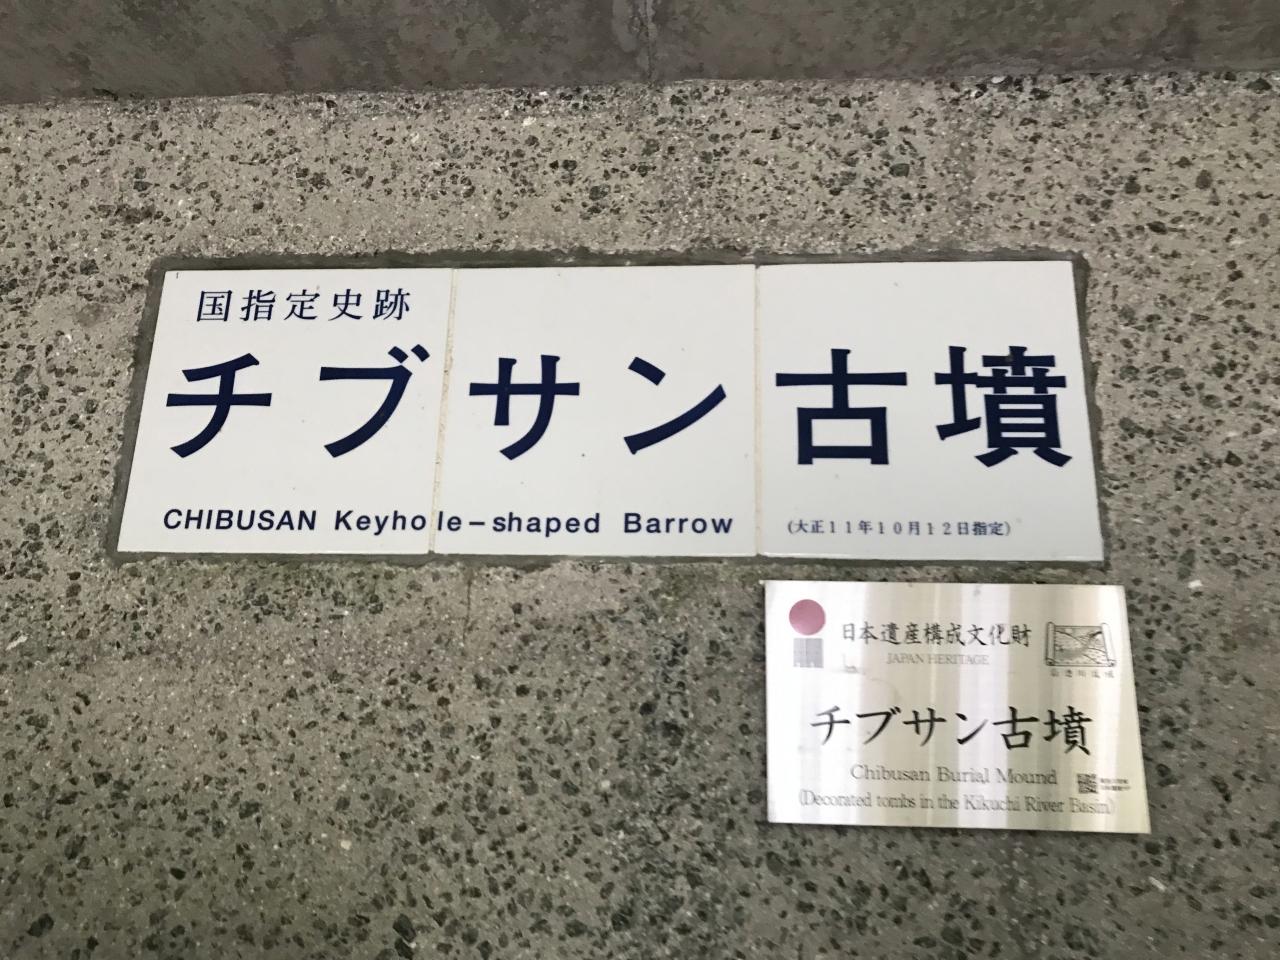 国指定史跡
チブサン古墳
CHIBUSAN Keyhole-shaped Barrow
(大正11年10月12日指定)
日本遺産構成文化財
JAPAN HERITAGE
チブサン古墳
Chibusan Burial Mound
(Decorated tombs in the Kikuchi River Basin)